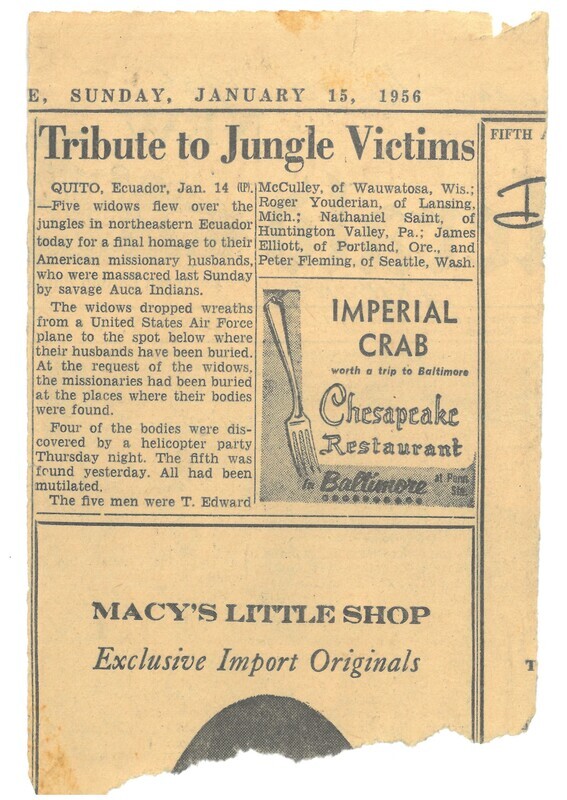 E, SUNDAY, JANUARY 15, 1956
Tribute to Jungle Victims
QUITO, Ecuador, Jan. 14 (UP).
—Five widows flew over the
jungles in northeastern Ecuador
today for a final homage to their
American missionary husbands,
who were massacred last Sunday
by savage Auca Indians.
The widows dropped wreaths
from a United States Air Force
plane to the spot below where
their husbands have been buried.
At the request of the widows,
the missionaries had been buried
at the places where their bodies
were found.
Four of the bodies were dis-
covered by a helicopter party
Thursday night. The fifth was
found yesterday. All had been
mutilated.
The five men were T. Edward
McCulley, of Wauwatosa, Wis.;
Roger Youderian, of Lansing,
Mich.; Nathaniel Saint, of
Huntington Valley, Pa.; James
Elliott, of Portland, Ore., and
Peter Fleming, of Seattle, Wash.
IMPERIAL
CRAB
worth a trip to Baltimore
Chesapeake
Restaurant
In Baltimore
at Penn
Sta.
MACY'S LITTLE SHOP
Exclusive Import Originals
FIFTH